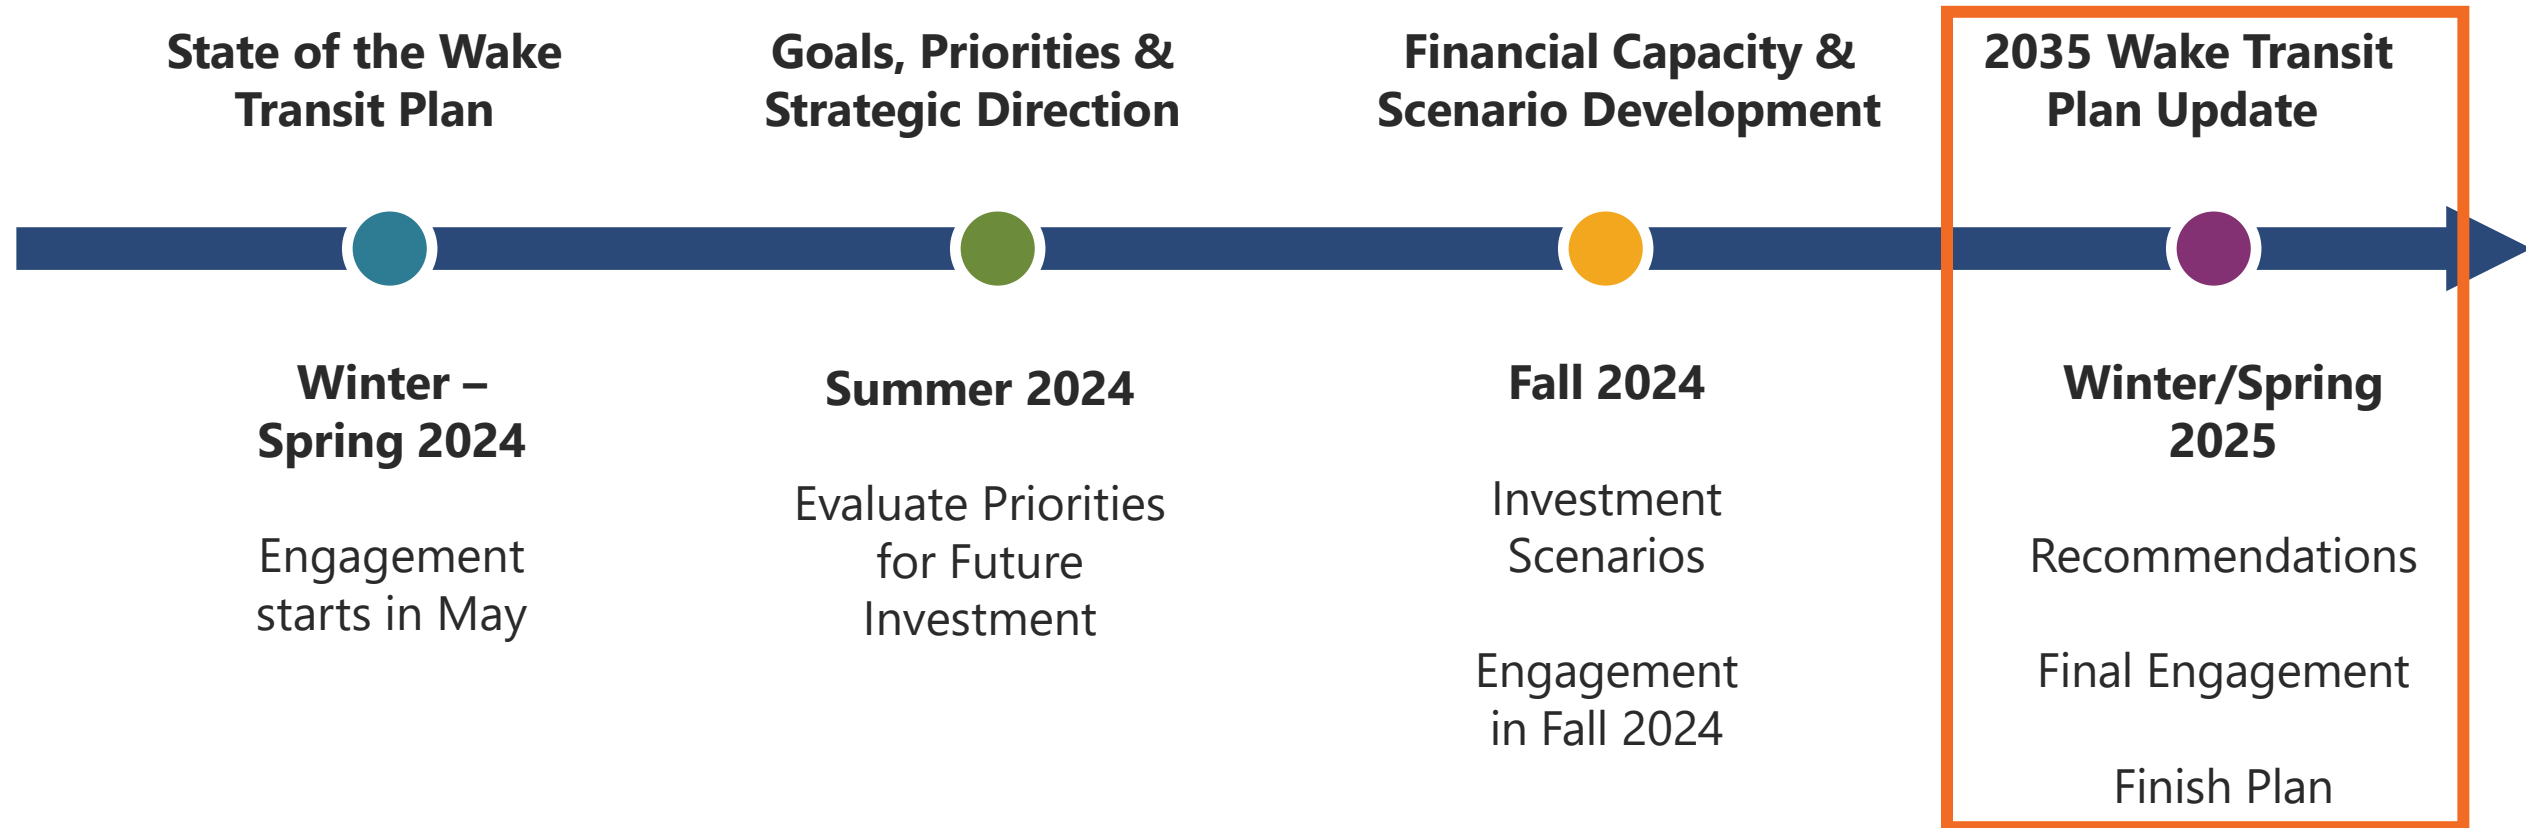 State of the Wake
Transit Plan
Goals, Priorities &
Strategic Direction
Financial Capacity &
Scenario Development
2035 Wake Transit
Plan Update
Winter –
Spring 2024
Engagement
starts in May
Summer 2024
Evaluate Priorities
for Future
Investment
Fall 2024
Investment
Scenarios
Engagement
in Fall 2024
Winter/Spring
2025
Recommendations
Final Engagement
Finish Plan